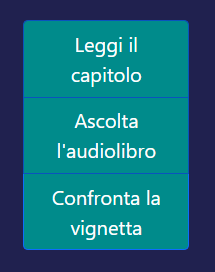 Leggi il
capitolo
Ascolta
l'audiolibro
Confronta la
vignetta